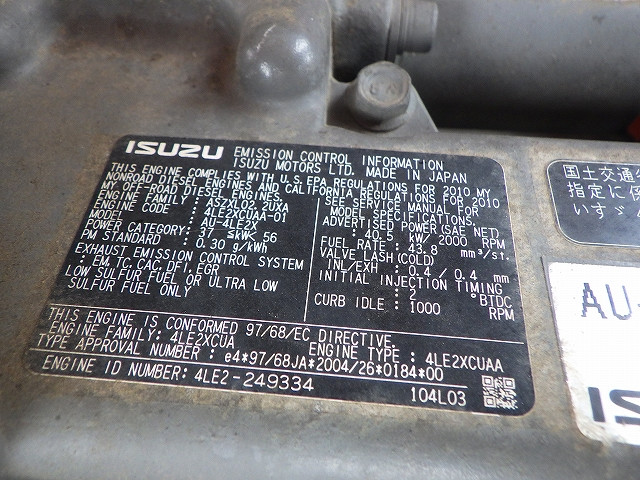 ISUZU EMISSION CONTROL INFORMATION
ISUZU MOTORS LTD. MADE IN JAPAN
THIS ENGINE COMPLIES WITH U.S.EPA REGULATIONS FOR 2010 MY
NONROAD DIESEL ENGINES AND CALIFORNIA REGULATIONS FOR 2010
MY OFF-ROAD DIESEL ENGINES.
ENGINE FAMILY : ASZXL02.2UXA
ENGINE CODE : 4LE2XCUAA-01
MODEL : AU-4LE2X
POWER CATEGORY: 37 ≦kW< 56
PM STANDARD : 0.30 g/kWh
EXHAUST EMISSION CONTROL SYSTEM
: EM, TC, CAC, DFI, EGR
LOW SULFUR FUEL OR ULTRA LOW
SULFUR FUEL ONLY
SEE SERVICE MANUAL FOR
MODEL SPECIFICATIONS.
ADVERTISED POWER(SAE NET)
: 40.5 kW/ 2000 RPM
FUEL RATE : 43.8 mm³/st.
VALVE LASH(COLD)
INL/EXH : 0.4 / 0.4 mm
INITIAL INJECTION TIMING
: 2 °BTDC
CURB IDLE : 1000 RPM
THIS ENGINE IS CONFORMED 97/68/EC DIRECTIVE.
ENGINE FAMILY: 4LE2XCUA ENGINE TYPE : 4LE2XCUAA
TYPE APPROVAL NUMBER : e4*97/68JA*2004/26*0184*00
ENGINE ID NUMBER: 4LE2-249334 104L03
国土交通
指定に係
いすゞ
AU-
IS